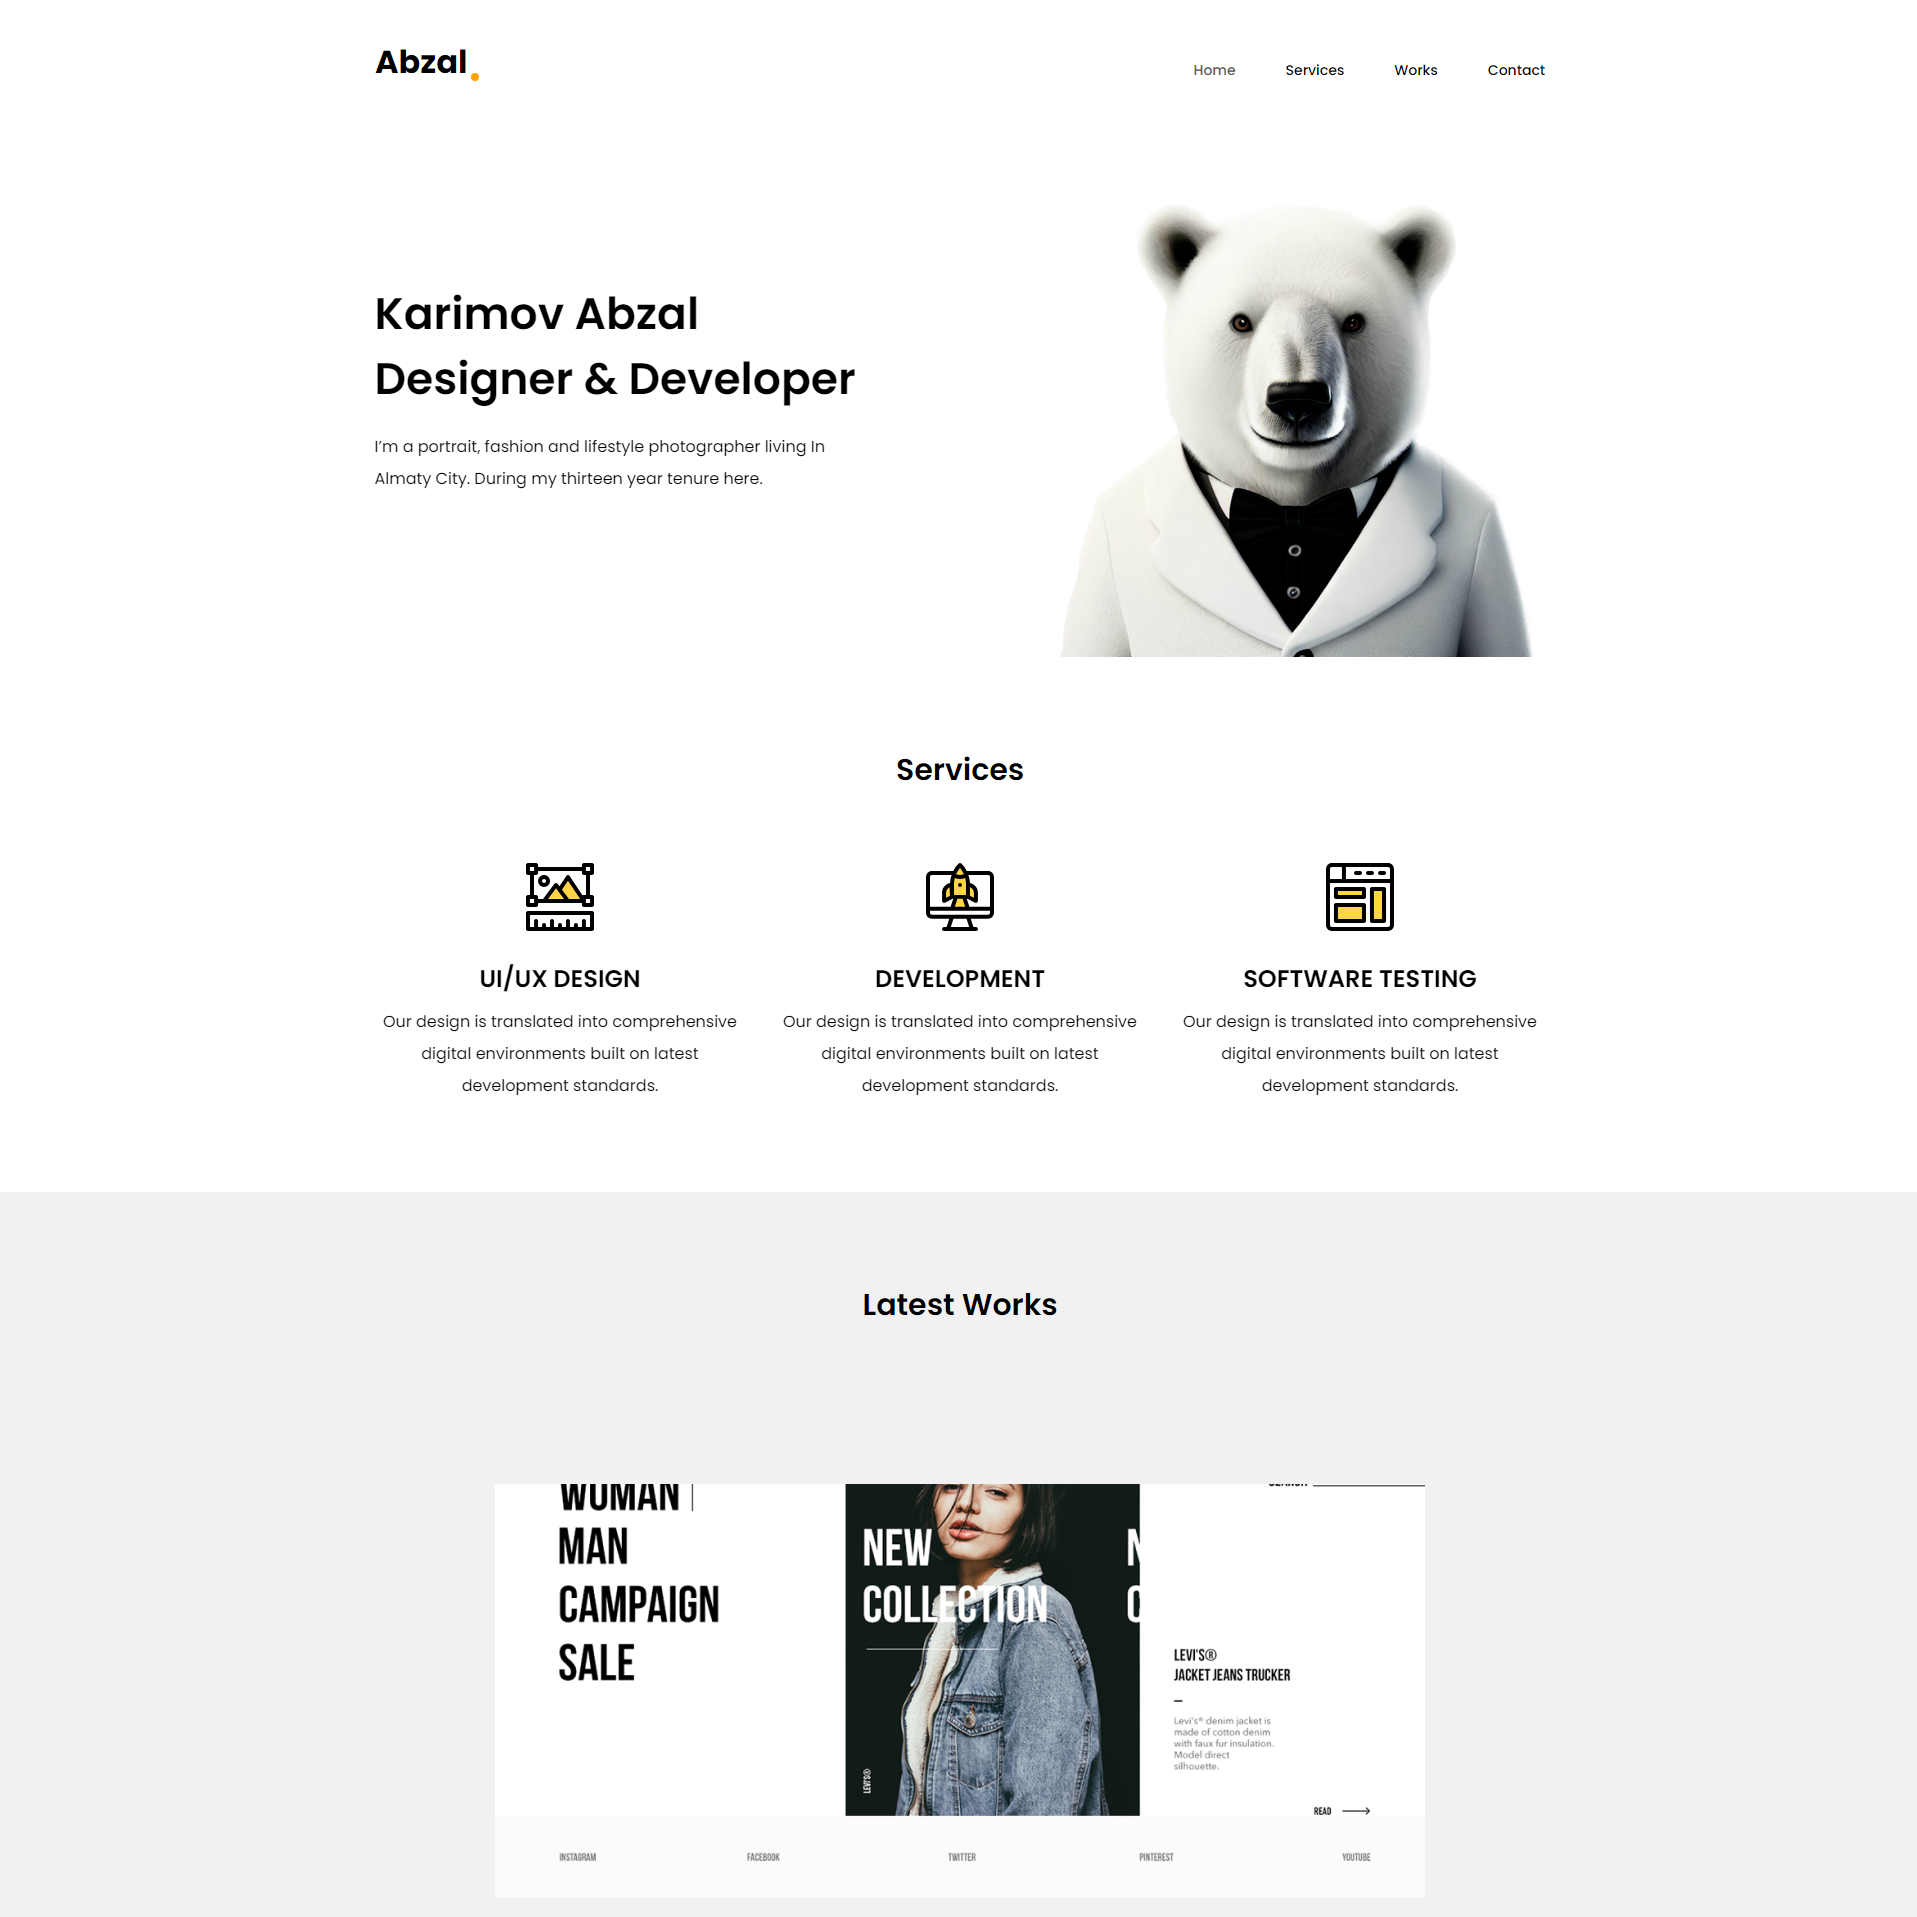 Abzal
Home
Services
Works
Contact
Karimov Abzal
Designer & Developer
I'm a portrait, fashion and lifestyle photographer living In
Almaty City. During my thirteen year tenure here.
Services
UI/UX DESIGN
Our design is translated into comprehensive
digital environments built on latest
development standards.
DEVELOPMENT
Our design is translated into comprehensive
digital environments built on latest
development standards.
SOFTWARE TESTING
Our design is translated into comprehensive
digital environments built on latest
development standards.
Latest Works
WOMAN |
MAN
CAMPAIGN
SALE
NEW
COLLECTION
LEVI'S®
N
C
LEVI'S®
JACKET JEANS TRUCKER
Levi's® denim jacket is
made of cotton denim
with faux fur insulation.
Model direct
silhouette.
READ
INSTAGRAM
FACEBOOK
TWITTER
PINTEREST
YOUTUBE